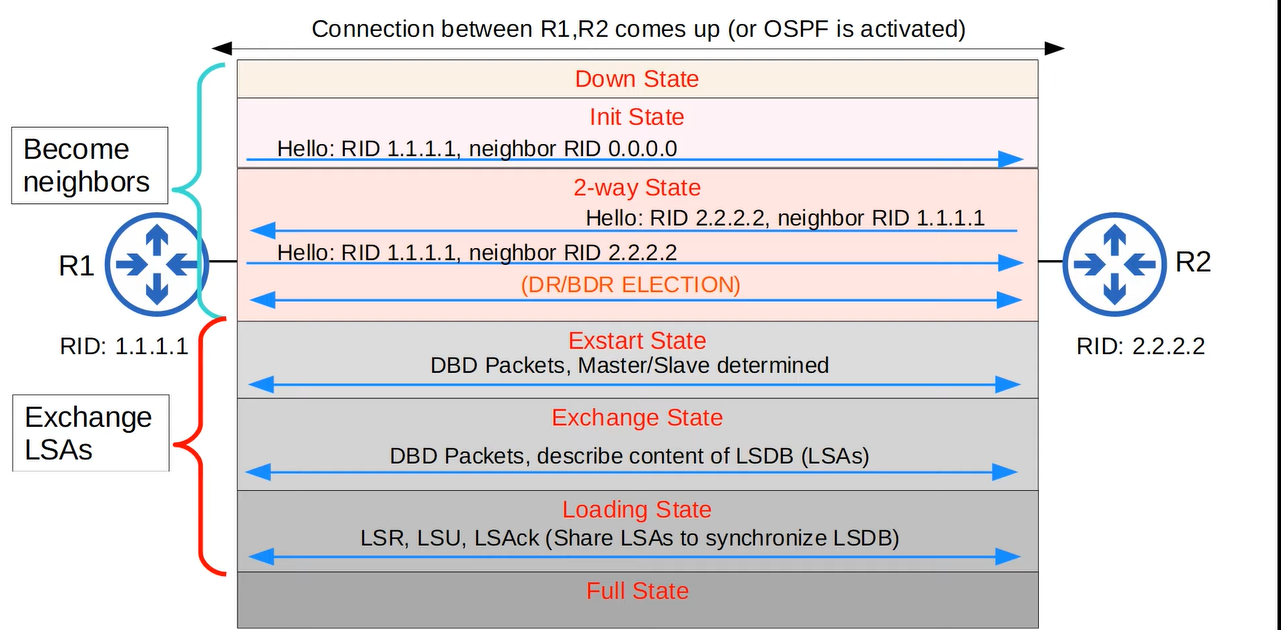 Connection between R1,R2 comes up (or OSPF is activated)
Down State
Init State
Hello: RID 1.1.1.1, neighbor RID 0.0.0.0
Become
neighbors
2-way State
Hello: RID 2.2.2.2, neighbor RID 1.1.1.1
Hello: RID 1.1.1.1, neighbor RID 2.2.2.2
(DR/BDR ELECTION)
R1
R2
RID: 1.1.1.1
RID: 2.2.2.2
Exstart State
DBD Packets, Master/Slave determined
Exchange
LSAs
Exchange State
DBD Packets, describe content of LSDB (LSAs)
Loading State
LSR, LSU, LSAck (Share LSAs to synchronize LSDB)
Full State